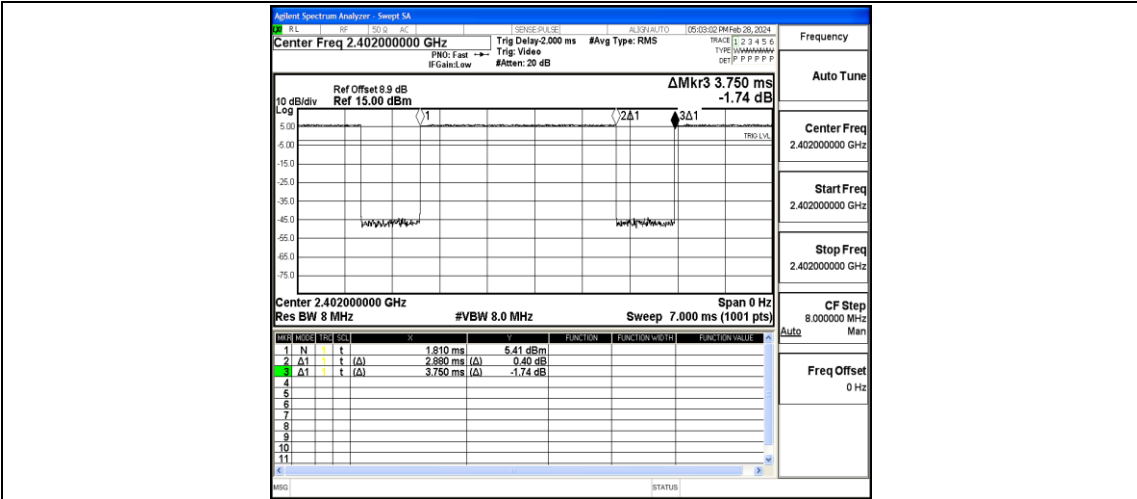 Agilent Spectrum Analyzer - Swept SA
RL RF 50 Ω AC SENSE:PULSE ALIGN AUTO 05:03:02 PM Feb 28, 2024
Center Freq 2.402000000 GHz Trig Delay-2.000 ms #Avg Type: RMS TRACE 1 2 3 4 5 6
PNO: Fast Trig: Video TYPE WWWWWW
IFGain:Low #Atten: 20 dB DET P P P P P P
Frequency
Auto Tune
Center Freq
2.402000000 GHz
Start Freq
2.402000000 GHz
Stop Freq
2.402000000 GHz
CF Step
8.000000 MHz
Auto Man
Freq Offset
0 Hz
ΔMkr3 3.750 ms
-1.74 dB
Ref Offset 8.9 dB
10 dB/div Ref 15.00 dBm
Log
1 2Δ1 3Δ1
5.00
TRIG LVL
-5.00
-15.0
-25.0
-35.0
-45.0
-55.0
-65.0
-75.0
Center 2.402000000 GHz Span 0 Hz
Res BW 8 MHz #VBW 8.0 MHz Sweep 7.000 ms (1001 pts)
MKR MODE TRC SCL X Y FUNCTION FUNCTION WIDTH FUNCTION VALUE
1 N 1 t 1.810 ms 5.41 dBm
2 Δ1 1 t (Δ) 2.880 ms (Δ) 0.40 dB
3 Δ1 1 t (Δ) 3.750 ms (Δ) -1.74 dB
4
5
6
7
8
9
10
11
MSG STATUS